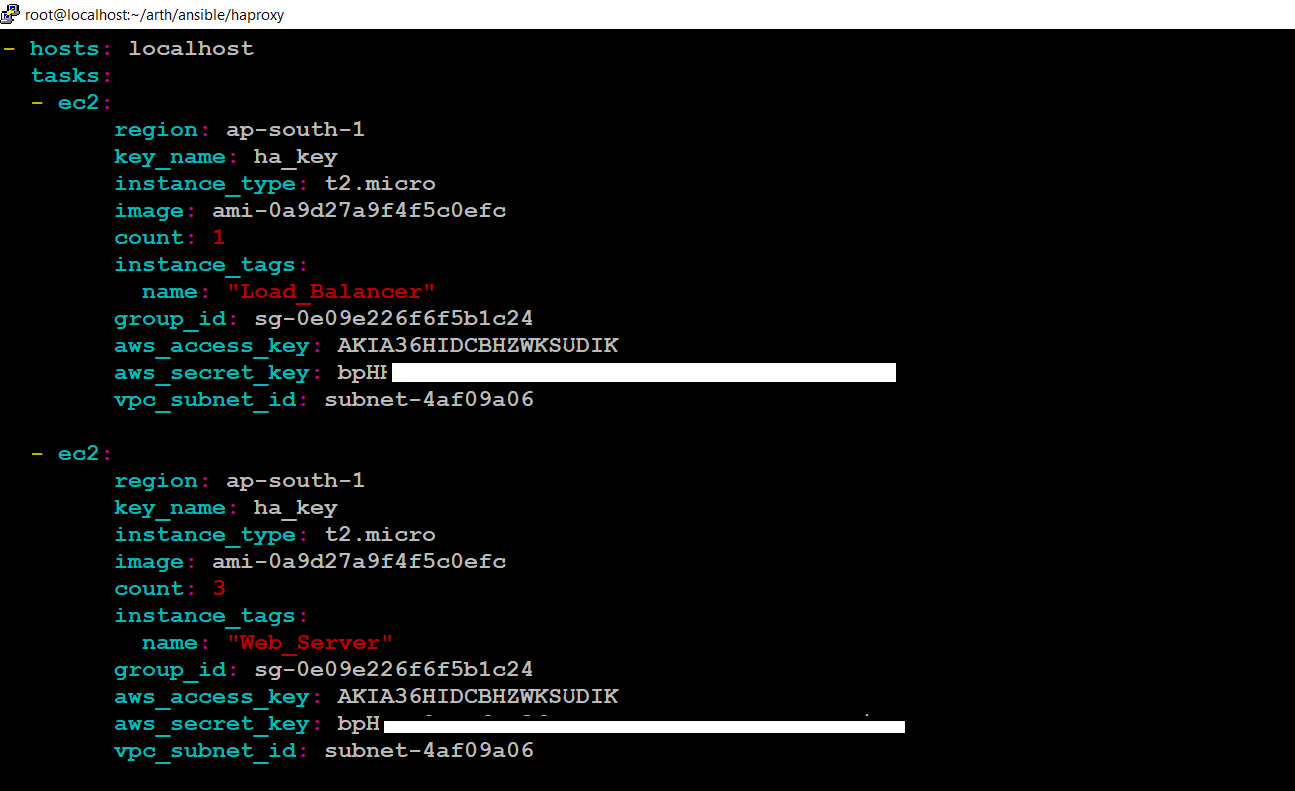 root@localhost:~/arth/ansible/haproxy
- hosts: localhost
  tasks:
  - ec2:
        region: ap-south-1
        key_name: ha_key
        instance_type: t2.micro
        image: ami-0a9d27a9f4f5c0efc
        count: 1
        instance_tags:
          name: "Load_Balancer"
        group_id: sg-0e09e226f6f5b1c24
        aws_access_key: AKIA36HIDCBHZWKSUDIK
        aws_secret_key: bpH
        vpc_subnet_id: subnet-4af09a06
  - ec2:
        region: ap-south-1
        key_name: ha_key
        instance_type: t2.micro
        image: ami-0a9d27a9f4f5c0efc
        count: 3
        instance_tags:
          name: "Web_Server"
        group_id: sg-0e09e226f6f5b1c24
        aws_access_key: AKIA36HIDCBHZWKSUDIK
        aws_secret_key: bpH
        vpc_subnet_id: subnet-4af09a06